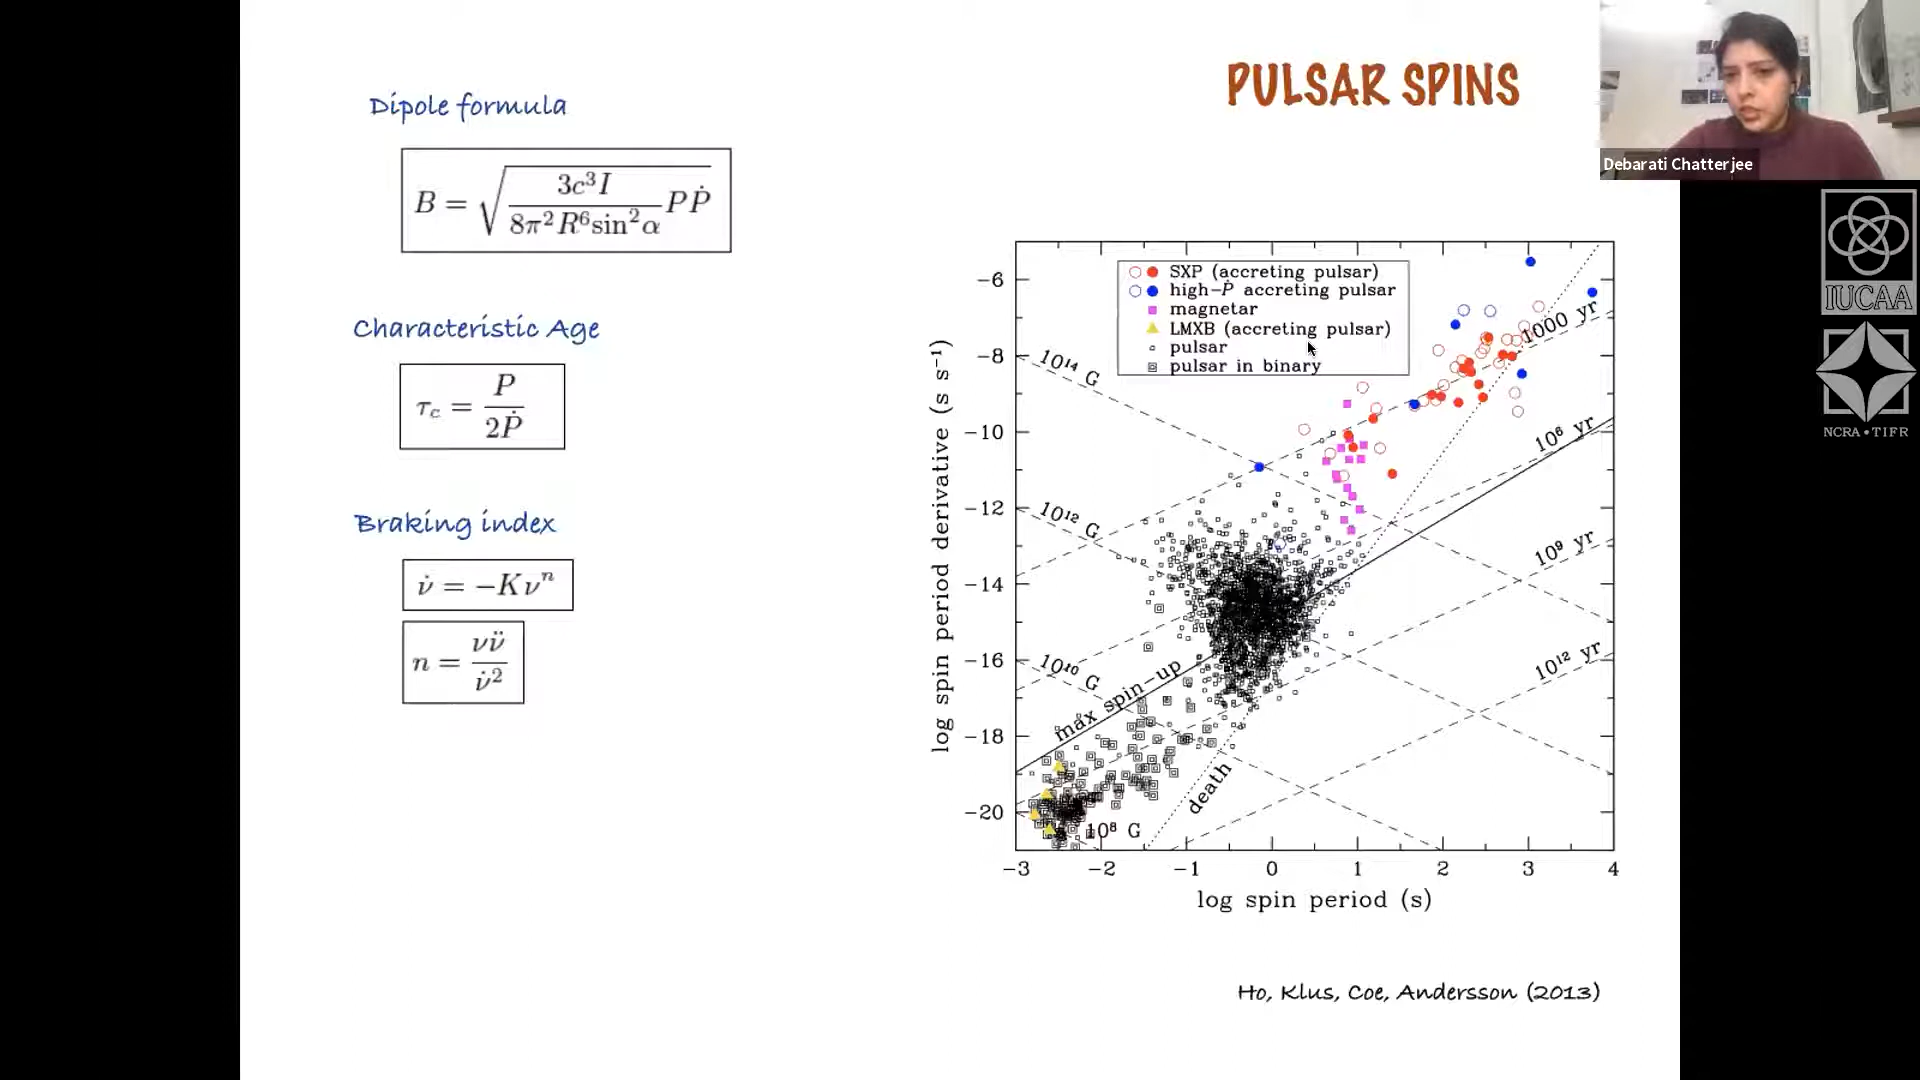 PULSAR SPINS
Debarati Chatterjee
IUCAA
NCRA • TIFR
Dipole formula
B = √(3c³I / 8π²R⁶sin²α PṖ)
Characteristic Age
τc = P / 2Ṗ
Braking index
ν̇ = −Kνⁿ
n = νν̈ / ν̇²
SXP (accreting pulsar)
high−Ṗ accreting pulsar
magnetar
LMXB (accreting pulsar)
pulsar
pulsar in binary
log spin period derivative (s s⁻¹)
−6
−8
−10
−12
−14
−16
−18
−20
10¹⁴ G
10¹² G
10¹⁰ G
10⁸ G
1000 yr
10⁶ yr
10⁹ yr
10¹² yr
max spin−up
death
−3 −2 −1 0 1 2 3 4
log spin period (s)
Ho, Klus, Coe, Andersson (2013)